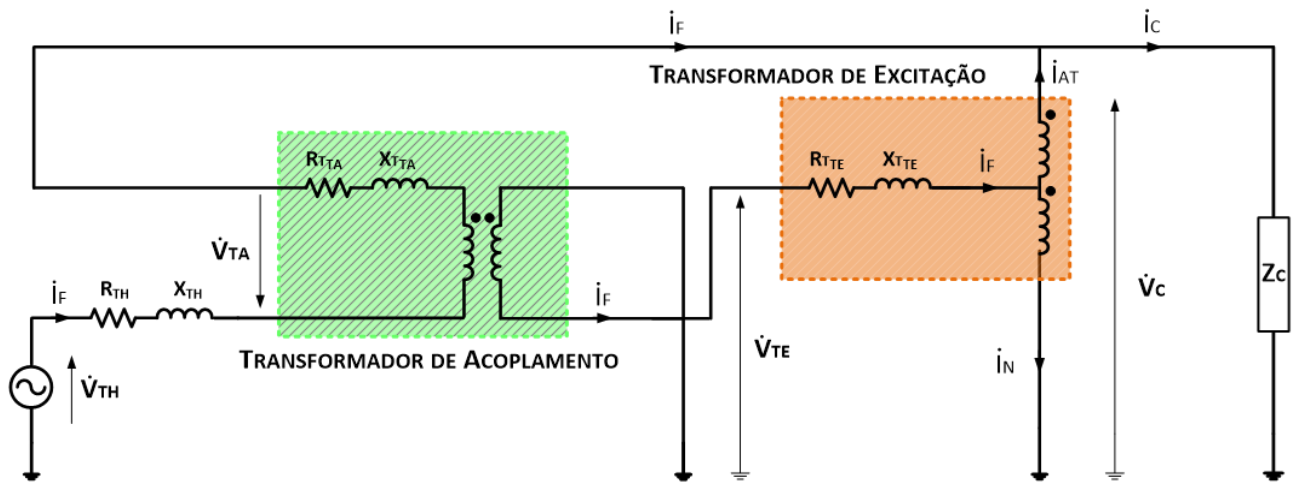 İF
İC
TRANSFORMADOR DE EXCITAÇÃO
İAT
RTTA
XTTA
RTTE
XTTE
İF
V̇TA
RTH
XTH
İF
İF
V̇C
ZC
TRANSFORMADOR DE ACOPLAMENTO
V̇TE
İN
V̇TH